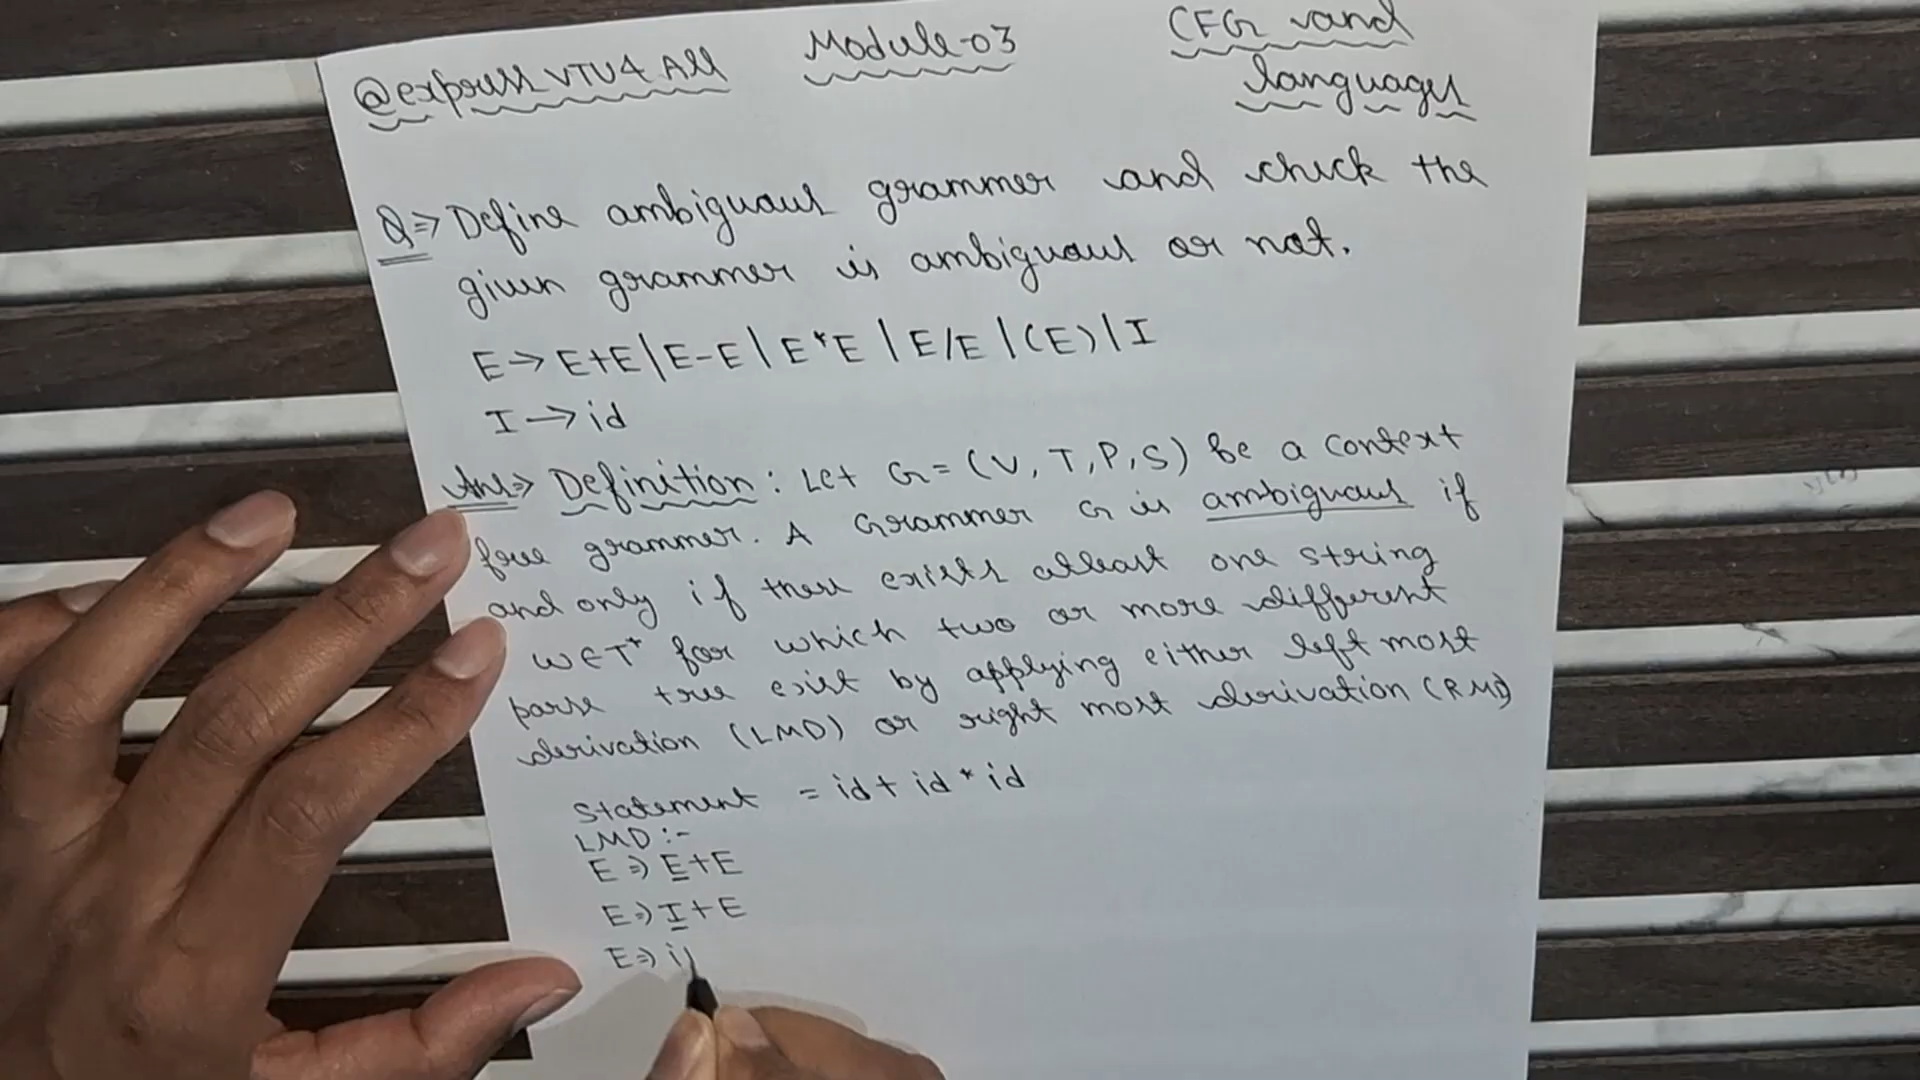 @express VTU 4 All
Module-03
CFG and
languages
Q⇒ Define ambiguous grammer and check the
given grammer is ambiguous or not.
E→ E+E | E-E | E*E | E/E | (E) | I
I → id
Ans⇒ Definition : Let G = (V, T, P, S) be a context
free grammer. A Grammer G is ambiguous if
and only if there exists atleast one string
w∈T* for which two or more different
parse tree exist by applying either left most
derivation (LMD) or right most derivation (RMD)
Statement = id + id * id
LMD :-
E ⇒ E+E
E ⇒ I+E
E ⇒ i